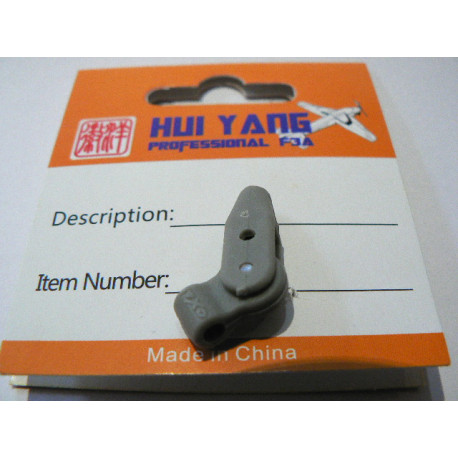 HUI YANG
PROFESSIONAL F3A
Description:
Item Number:
Made in China